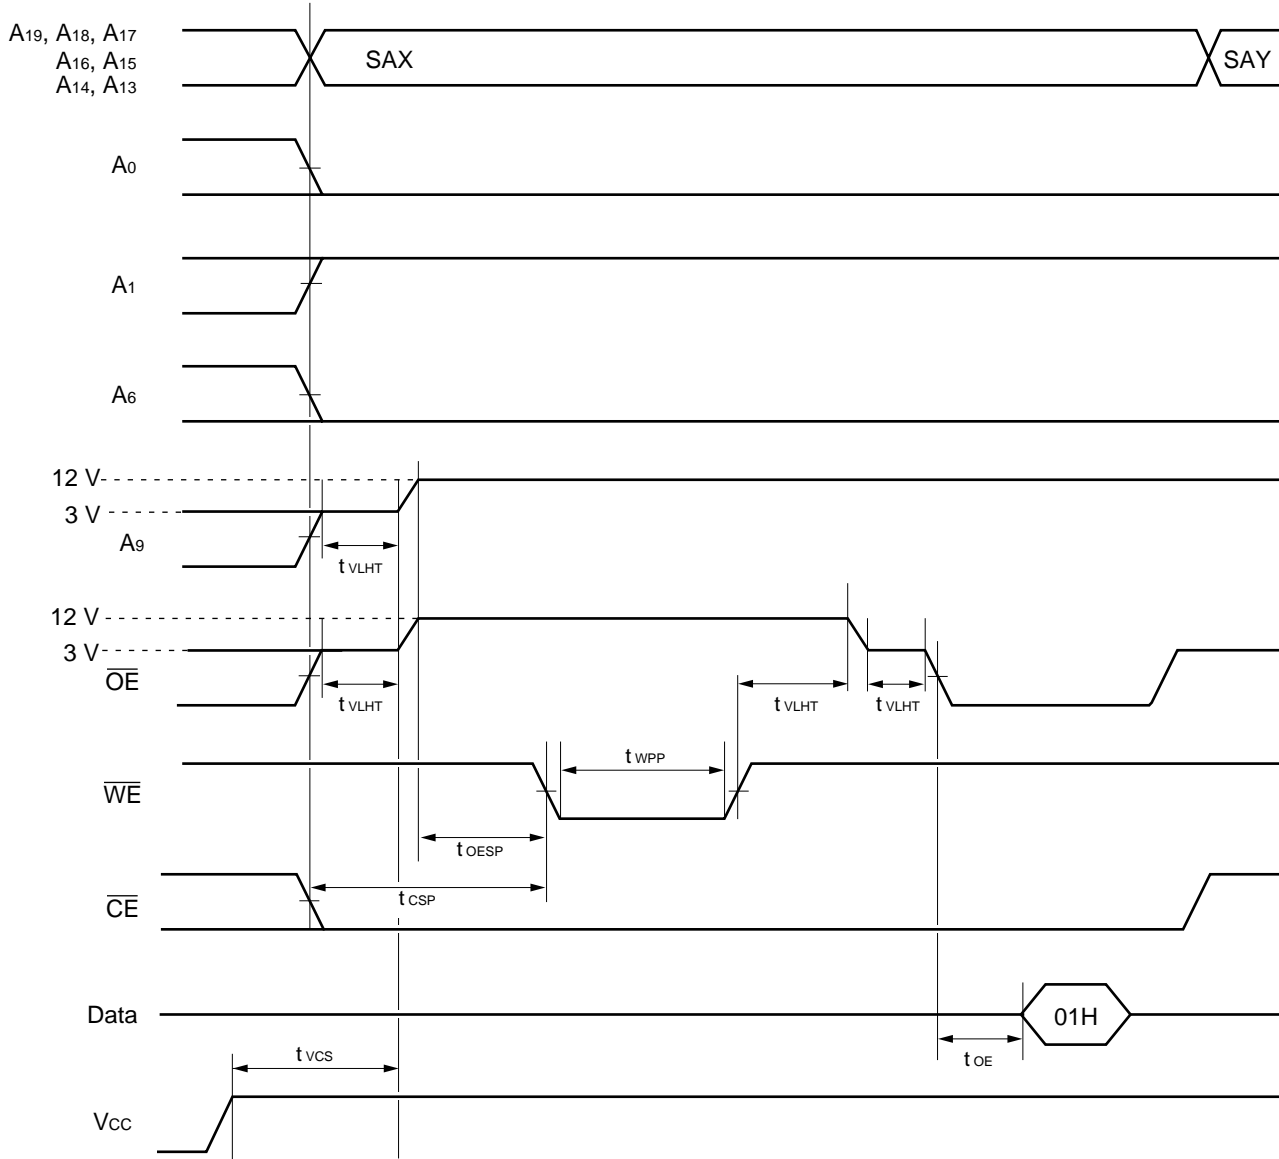 A19, A18, A17
A16, A15
A14, A13
SAX
SAY
A0
A1
A6
12 V
3 V
A9
t VLHT
12 V
3 V
OE
t VLHT
t VLHT
t VLHT
t WPP
WE
t OESP
t CSP
CE
Data
01H
t VCS
t OE
VCC